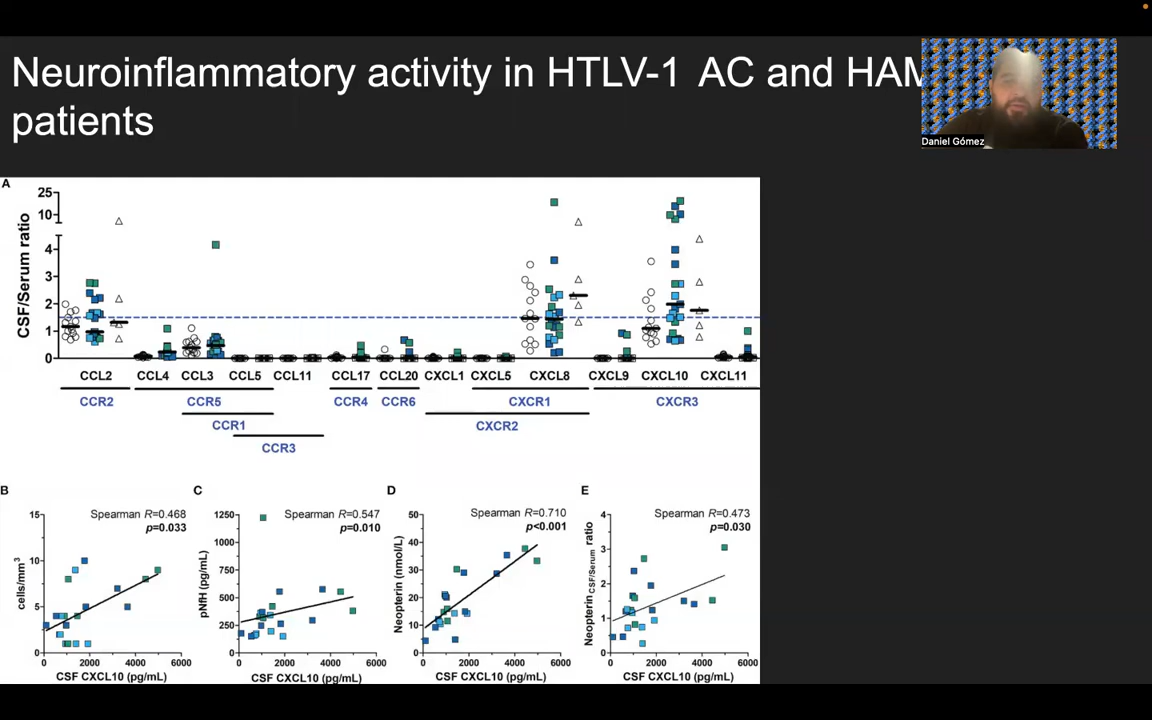 Neuroinflammatory activity in HTLV-1 AC and HAM
patients
Daniel Gómez
A
CSF/Serum ratio
25
10
4
3
2
1
0
CCL2 CCL4 CCL3 CCL5 CCL11 CCL17 CCL20 CXCL1 CXCL5 CXCL8 CXCL9 CXCL10 CXCL11
CCR2 CCR5 CCR4 CCR6 CXCR1 CXCR3
CCR1 CXCR2
CCR3
B
Spearman R=0.468
p=0.033
cells/mm³
15
10
5
0
0 2000 4000 6000
CSF CXCL10 (pg/mL)
C
Spearman R=0.547
p=0.010
pNfH (pg/mL)
1250
1000
750
500
250
0
0 2000 4000 6000
CSF CXCL10 (pg/mL)
D
Spearman R=0.710
p<0.001
Neopterin (nmol/L)
50
40
30
20
10
0
0 2000 4000 6000
CSF CXCL10 (pg/mL)
E
Spearman R=0.473
p=0.030
Neopterin CSF/Serum ratio
4
3
2
1
0
0 2000 4000 6000
CSF CXCL10 (pg/mL)